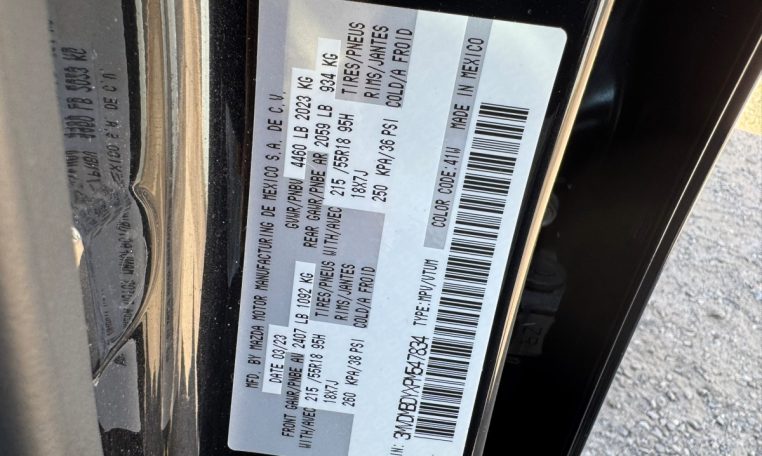 MFD. BY MAZDA MOTOR MANUFACTURING DE MEXICO S.A. DE C.V.
DATE 03/23 GVWR/PNBV 4460 LB 2023 KG
FRONT GAWR/PNBE AV 2407 LB 1092 KG REAR GAWR/PNBE AR 2059 LB 934 KG
WITH/AVEC 215 /55R18 95H TIRES/PNEUS WITH/AVEC 215 /55R18 95H TIRES/PNEUS
18X7J RIMS/JANTES 18X7J RIMS/JANTES
250 KPA/36 PSI COLD/A FROID 250 KPA/36 PSI COLD/A FROID
TYPE:MPV/VTUM COLOR CODE:41W MADE IN MEXICO